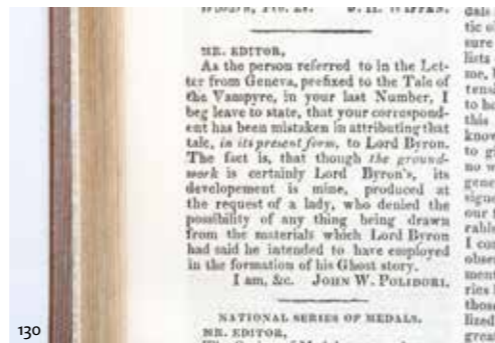 MR. EDITOR,
As the person referred to in the Let-
ter from Geneva, prefixed to the Tale of
the Vampyre, in your last Number, I
beg leave to state, that your correspond-
ent has been mistaken in attributing that
tale, in its present form, to Lord Byron.
The fact is, that though the ground-
work is certainly Lord Byron's, its
developement is mine, produced at
the request of a lady, who denied the
possibility of any thing being drawn
from the materials which Lord Byron
had said he intended to have employed
in the formation of his Ghost story.
I am, &c. JOHN W. POLIDORI.
NATIONAL SERIES OF MEDALS.
MR. EDITOR,
130